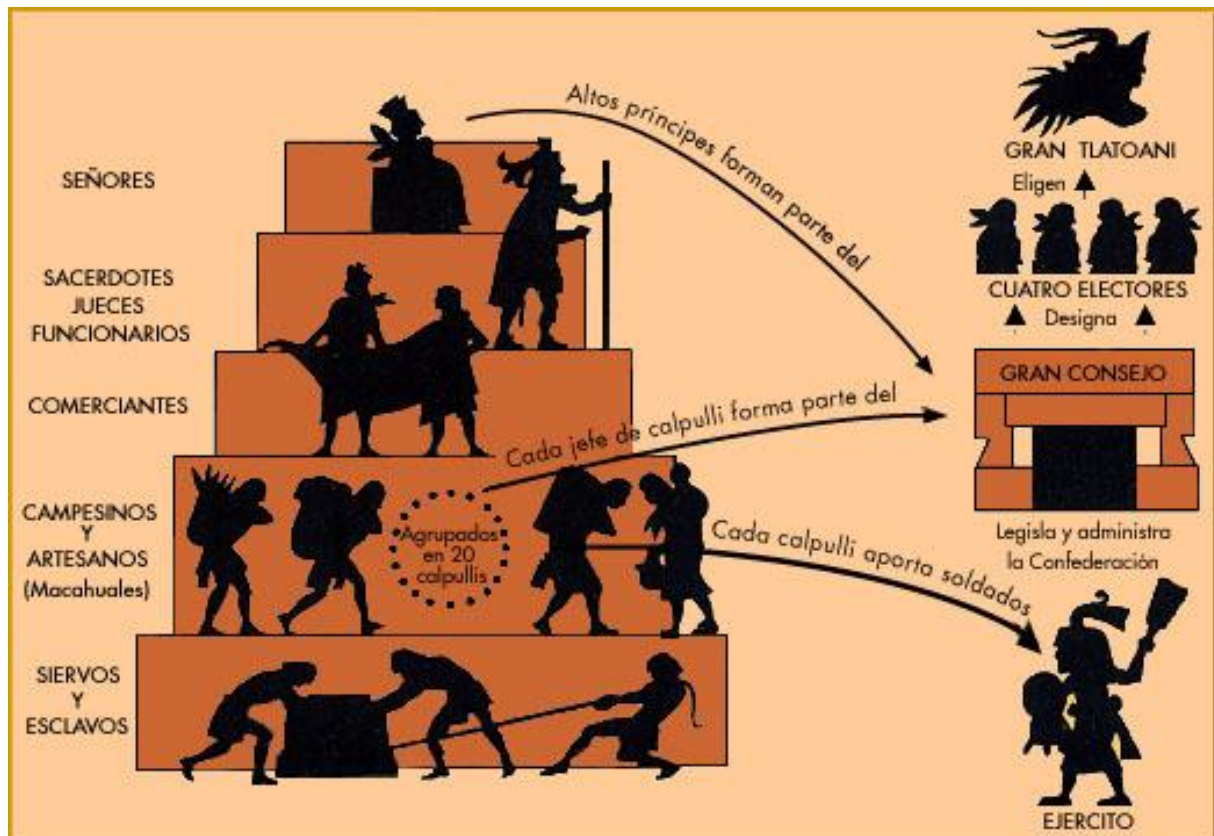 SEÑORES
SACERDOTES
JUECES
FUNCIONARIOS
COMERCIANTES
CAMPESINOS
Y
ARTESANOS
(Macahuales)
SIERVOS
Y
ESCLAVOS
Agrupados
en 20
calpullis
Altos príncipes forman parte del
Cada jefe de calpulli forma parte del
Cada calpulli aporta soldados
GRAN TLATOANI
Eligen
CUATRO ELECTORES
Designa
GRAN CONSEJO
Legisla y administra
la Confederación
EJERCITO